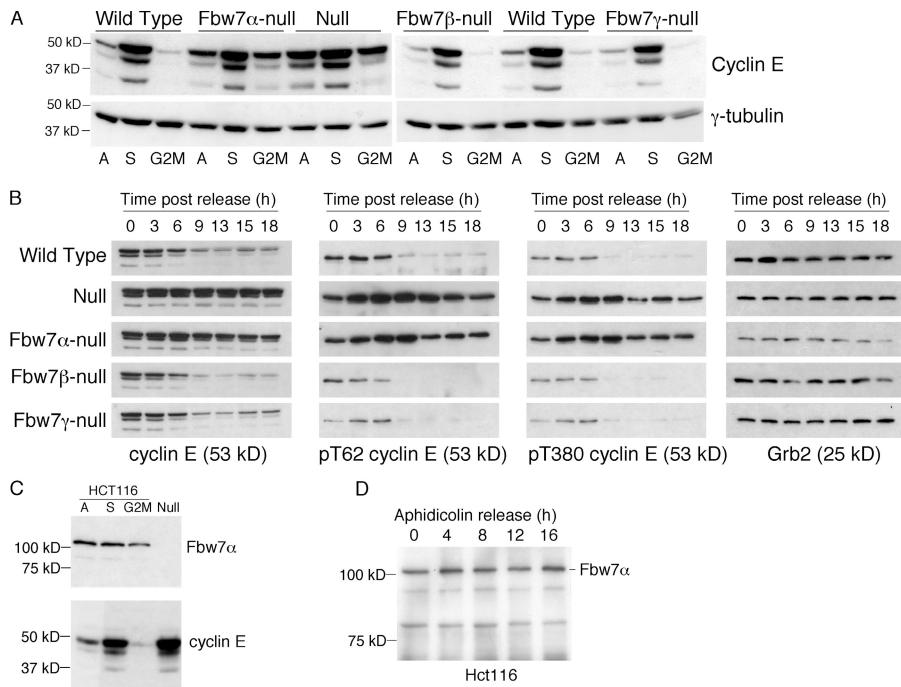 A
Wild Type Fbw7α-null Null Fbw7β-null Wild Type Fbw7γ-null
50 kD
37 kD
Cyclin E
50 kD
37 kD
γ-tubulin
A S G2M A S G2M A S G2M A S G2M A S G2M A S G2M
B
Time post release (h) Time post release (h) Time post release (h) Time post release (h)
0 3 6 9 13 15 18 0 3 6 9 13 15 18 0 3 6 9 13 15 18 0 3 6 9 13 15 18
Wild Type
Null
Fbw7α-null
Fbw7β-null
Fbw7γ-null
cyclin E (53 kD) pT62 cyclin E (53 kD) pT380 cyclin E (53 kD) Grb2 (25 kD)
C
HCT116
A S G2M Null
100 kD
75 kD
Fbw7α
50 kD
37 kD
cyclin E
D
Aphidicolin release (h)
0 4 8 12 16
100 kD
Fbw7α
75 kD
Hct116